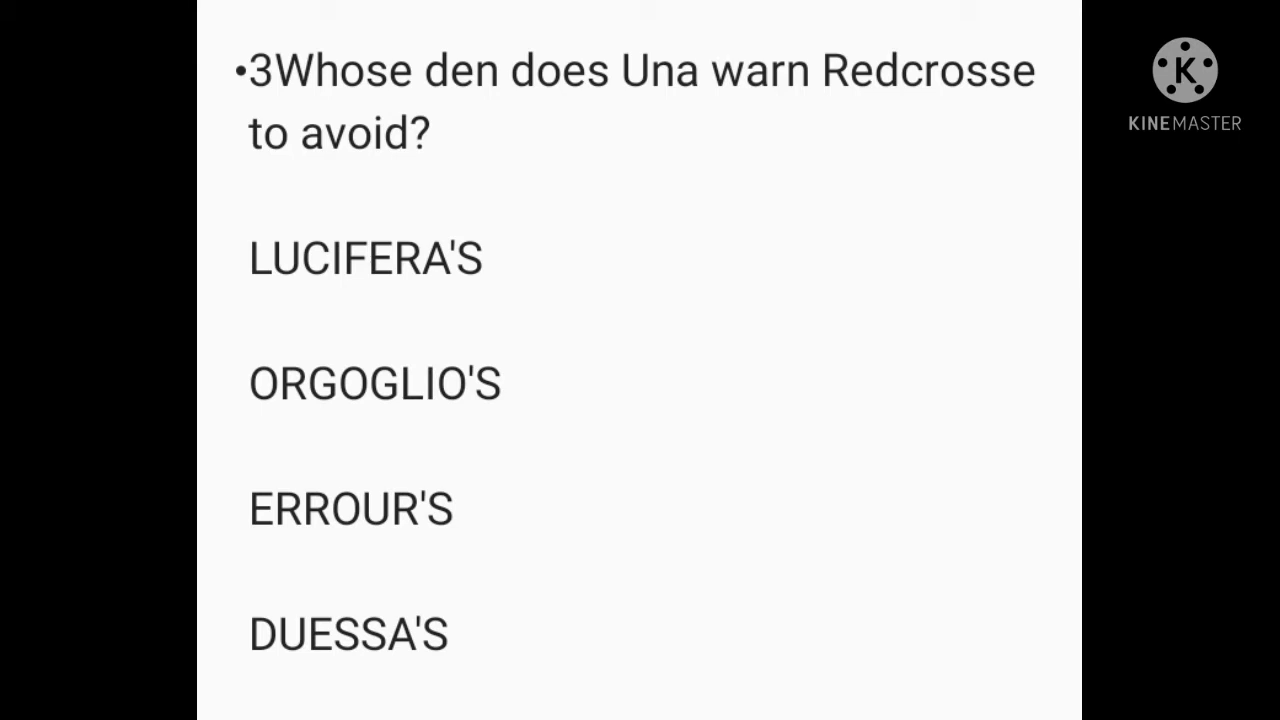 •3Whose den does Una warn Redcrosse
to avoid?
LUCIFERA'S
ORGOGLIO'S
ERROUR'S
DUESSA'S
K
KINEMASTER